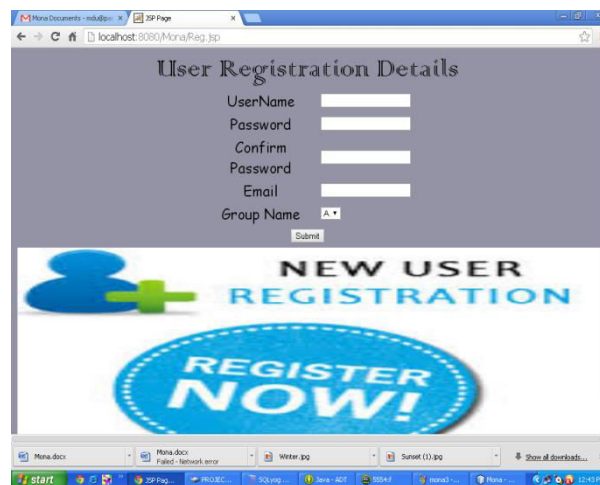 Mona Documents - mdu@pa
JSP Page
localhost:8080/Mona/Reg.jsp
User Registration Details
UserName
Password
Confirm
Password
Email
Group Name
A
Submit
NEW USER
REGISTRATION
REGISTER
NOW!
Mona.docx
Mona.docx
Failed - Network error
Winter.jpg
Sunset (1).jpg
Show all downloads...
start
JSP Pag...
PROJEC...
SQLyog ...
Java - ADT
5554:f
mona3 -...
Mona - ...
12:43 P